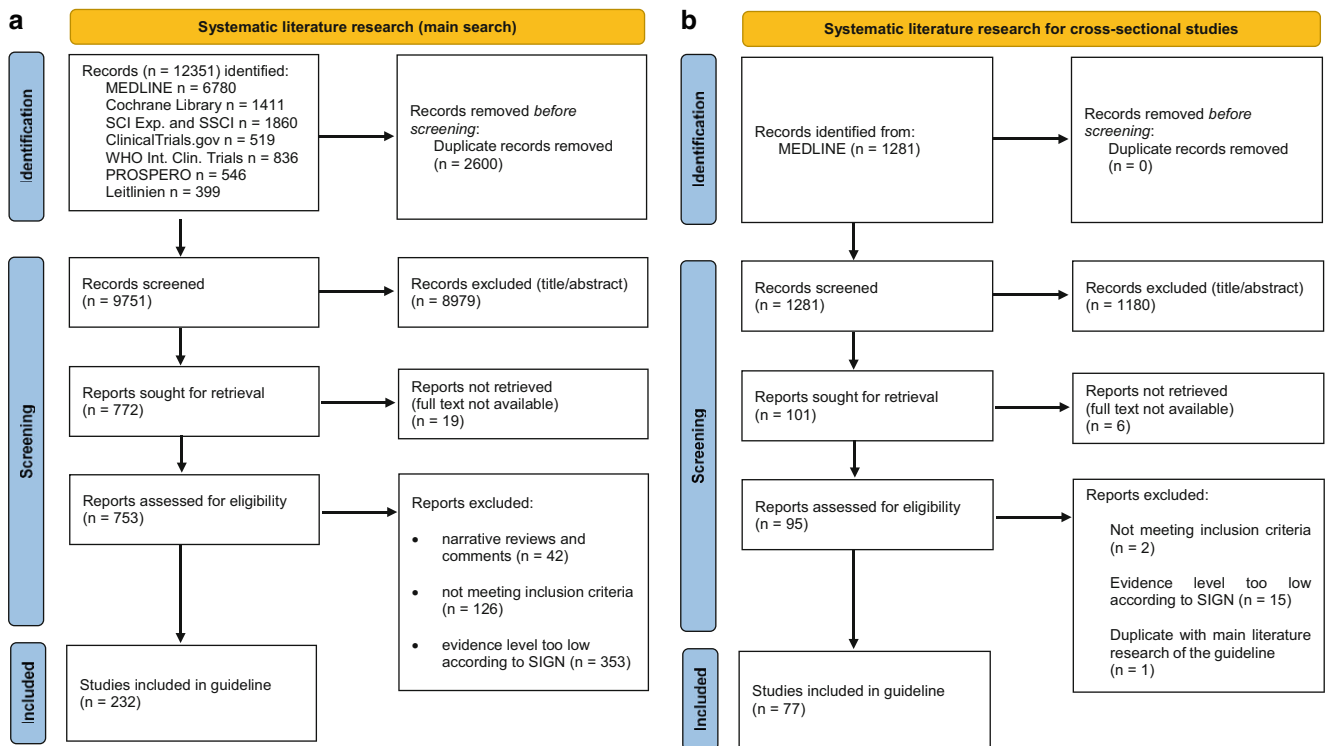 a
Systematic literature research (main search)
Identification
Records (n = 12351) identified:
MEDLINE n = 6780
Cochrane Library n = 1411
SCI Exp. and SSCI n = 1860
ClinicalTrials.gov n = 519
WHO Int. Clin. Trials n = 836
PROSPERO n = 546
Leitlinien n = 399
Records removed before
screening:
Duplicate records removed
(n = 2600)
Screening
Records screened
(n = 9751)
Records excluded (title/abstract)
(n = 8979)
Reports sought for retrieval
(n = 772)
Reports not retrieved
(full text not available)
(n = 19)
Reports assessed for eligibility
(n = 753)
Reports excluded:
• narrative reviews and
comments (n = 42)
• not meeting inclusion criteria
(n = 126)
• evidence level too low
according to SIGN (n = 353)
Included
Studies included in guideline
(n = 232)
b
Systematic literature research for cross-sectional studies
Identification
Records identified from:
MEDLINE (n = 1281)
Records removed before
screening:
Duplicate records removed
(n = 0)
Screening
Records screened
(n = 1281)
Records excluded (title/abstract)
(n = 1180)
Reports sought for retrieval
(n = 101)
Reports not retrieved
(full text not available)
(n = 6)
Reports assessed for eligibility
(n = 95)
Reports excluded:
Not meeting inclusion criteria
(n = 2)
Evidence level too low
according to SIGN (n = 15)
Duplicate with main literature
research of the guideline
(n = 1)
Included
Studies included in guideline
(n = 77)